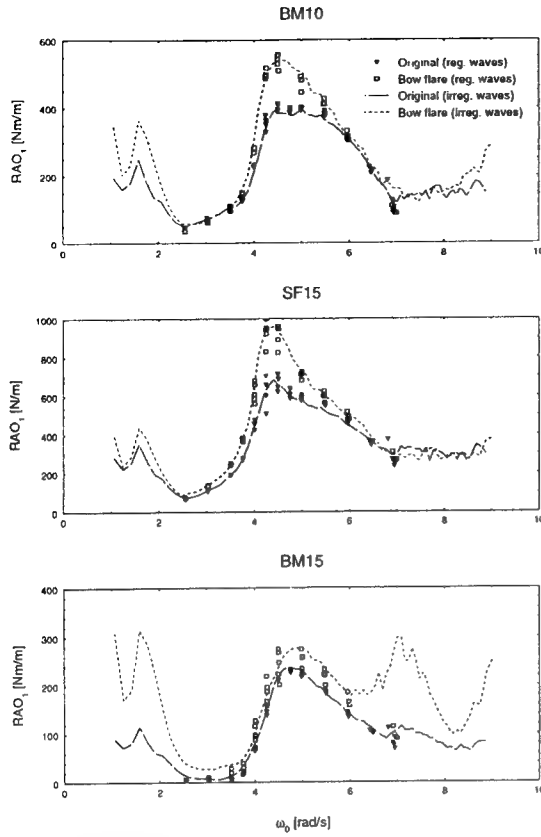 BM10
600
400
200
0
RAO₁ [Nm/m]
Original (reg. waves)
Bow flare (reg. waves)
Original (irreg. waves)
Bow flare (irreg. waves)
0 2 4 6 8 10
SF15
1000
800
600
400
200
0
RAO₁ [N/m]
0 2 4 6 8 10
BM15
400
300
200
100
0
RAO₁ [Nm/m]
0 2 4 6 8 10
ω₀ [rad/s]